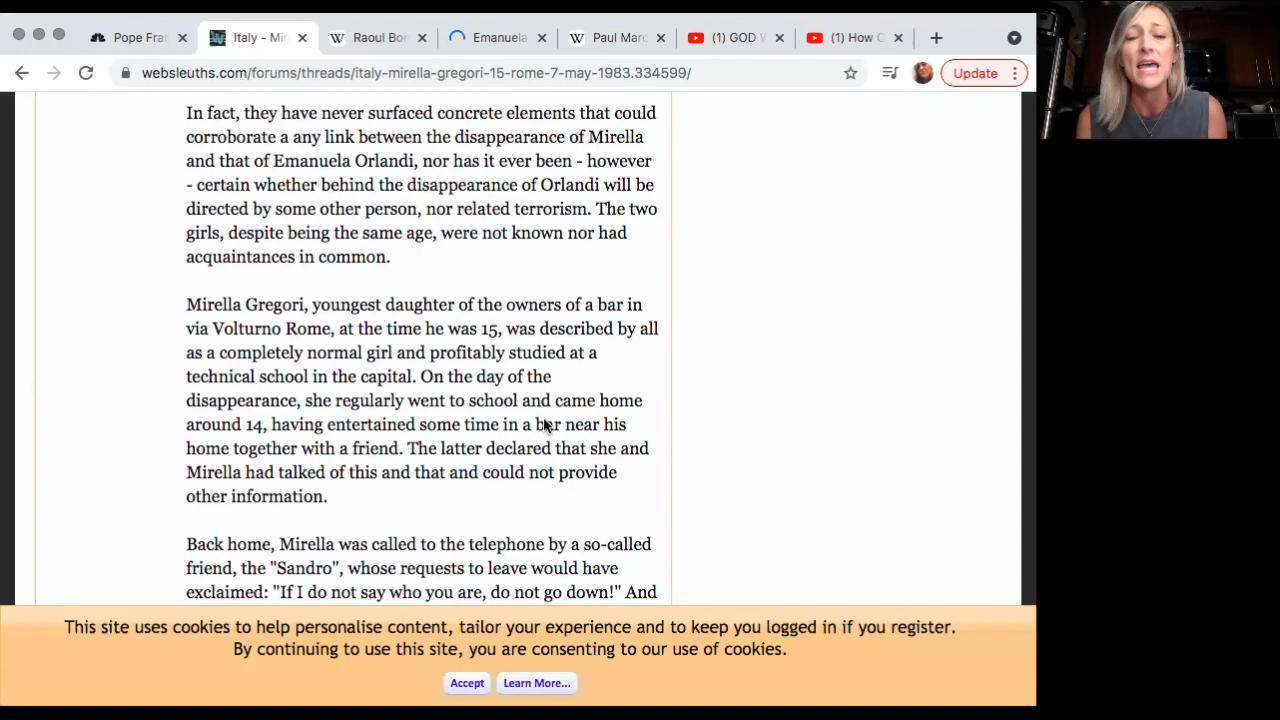 Pope Fra
Italy - Mi
Raoul Bo
Emanuela
Paul Marc
(1) GOD
(1) How C
websleuths.com/forums/threads/italy-mirella-gregori-15-rome-7-may-1983.334599/
Update
In fact, they have never surfaced concrete elements that could
corroborate a any link between the disappearance of Mirella
and that of Emanuela Orlandi, nor has it ever been - however
- certain whether behind the disappearance of Orlandi will be
directed by some other person, nor related terrorism. The two
girls, despite being the same age, were not known nor had
acquaintances in common.
Mirella Gregori, youngest daughter of the owners of a bar in
via Volturno Rome, at the time he was 15, was described by all
as a completely normal girl and profitably studied at a
technical school in the capital. On the day of the
disappearance, she regularly went to school and came home
around 14, having entertained some time in a bar near his
home together with a friend. The latter declared that she and
Mirella had talked of this and that and could not provide
other information.
Back home, Mirella was called to the telephone by a so-called
friend, the "Sandro", whose requests to leave would have
exclaimed: "If I do not say who you are, do not go down!" And
This site uses cookies to help personalise content, tailor your experience and to keep you logged in if you register.
By continuing to use this site, you are consenting to our use of cookies.
Accept
Learn More...